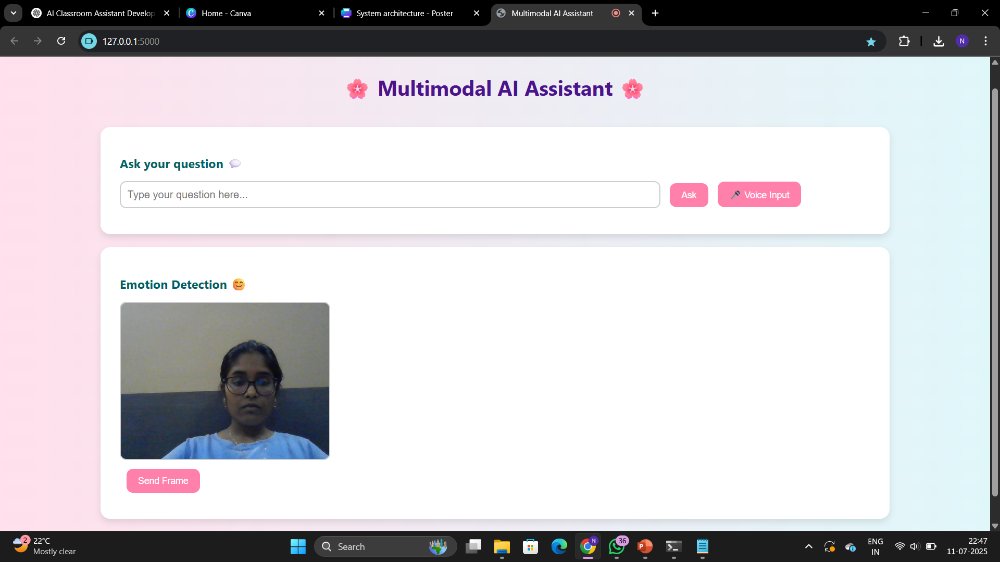 AI Classroom Assistant Develop
Home - Canva
System architecture - Poster
Multimodal AI Assistant
127.0.0.1:5000
N
Multimodal AI Assistant
Ask your question
Type your question here...
Ask
Voice Input
Emotion Detection
Send Frame
2
22°C
Mostly clear
Search
N
36
ENG
IN
22:47
11-07-2025